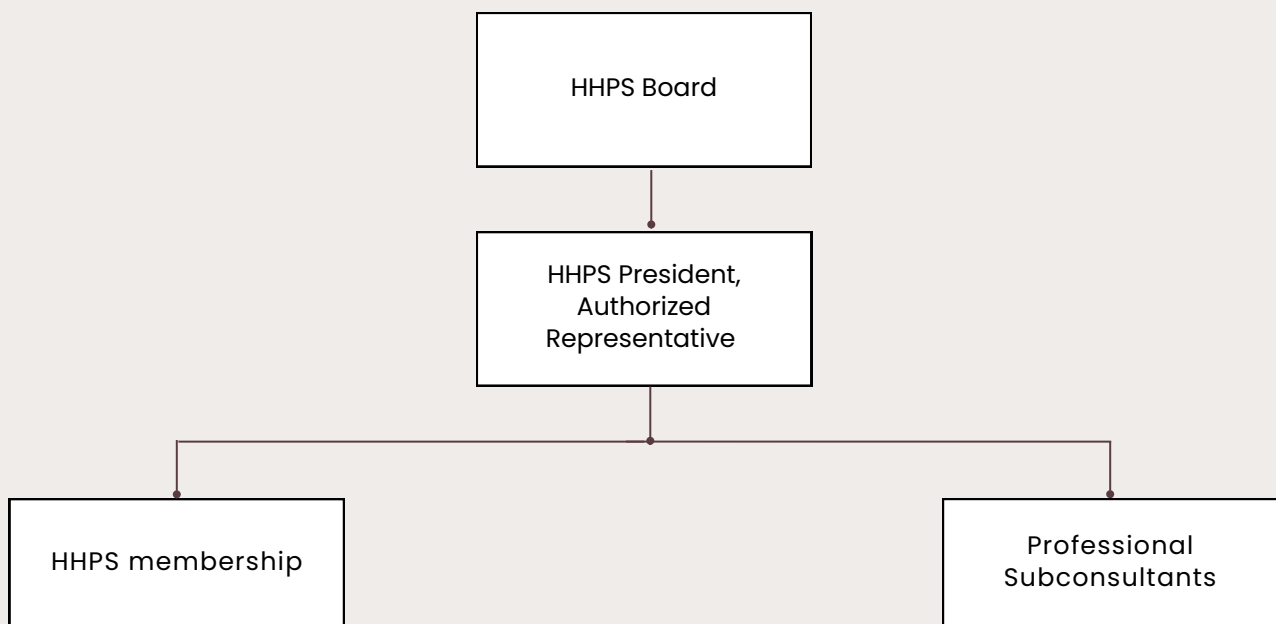 HHPS Board
HHPS President,
Authorized
Representative
HHPS membership
Professional
Subconsultants